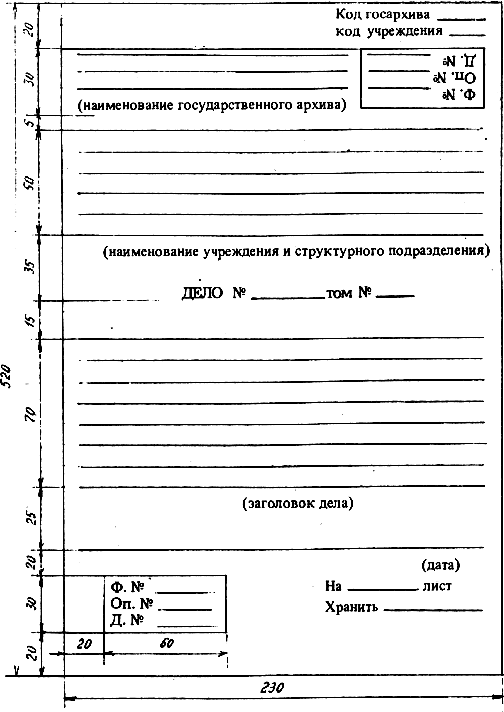 Код госархива
код учреждения
20
30
5
50
35
15
70
25
20
30
20
520
Д. №
Оп. №
Ф. №
(наименование государственного архива)
(наименование учреждения и структурного подразделения)
ДЕЛО № том №
(заголовок дела)
(дата)
На лист
Хранить
Ф. №
Оп. №
Д. №
20 60
230